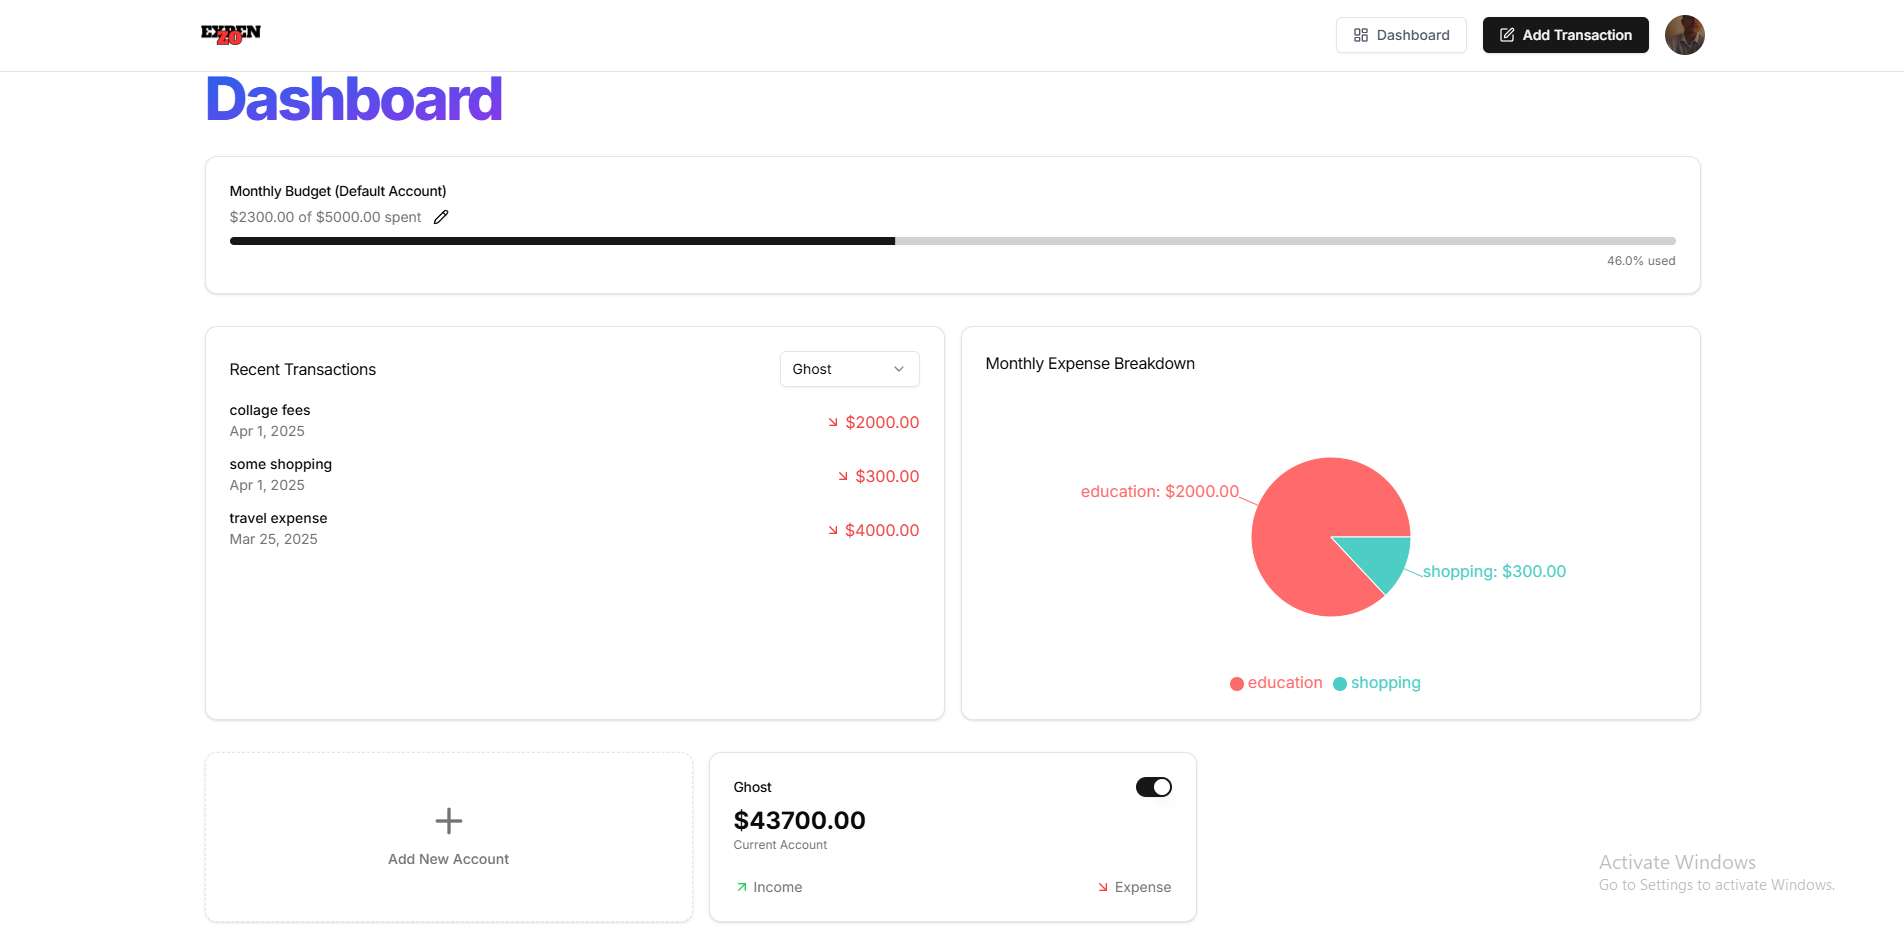 EXPEN
ZO
Dashboard
Add Transaction
Dashboard
Monthly Budget (Default Account)
$2300.00 of $5000.00 spent
46.0% used
Recent Transactions
Ghost
collage fees
$2000.00
Apr 1, 2025
some shopping
$300.00
Apr 1, 2025
travel expense
$4000.00
Mar 25, 2025
Monthly Expense Breakdown
education: $2000.00
shopping: $300.00
education
shopping
Add New Account
Ghost
$43700.00
Current Account
Income
Expense
Activate Windows
Go to Settings to activate Windows.